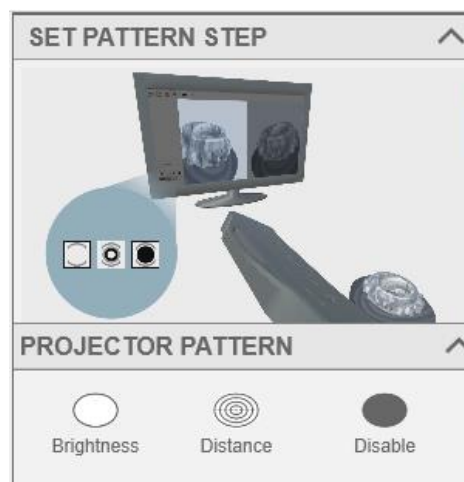 SET PATTERN STEP
PROJECTOR PATTERN
Brightness Distance Disable